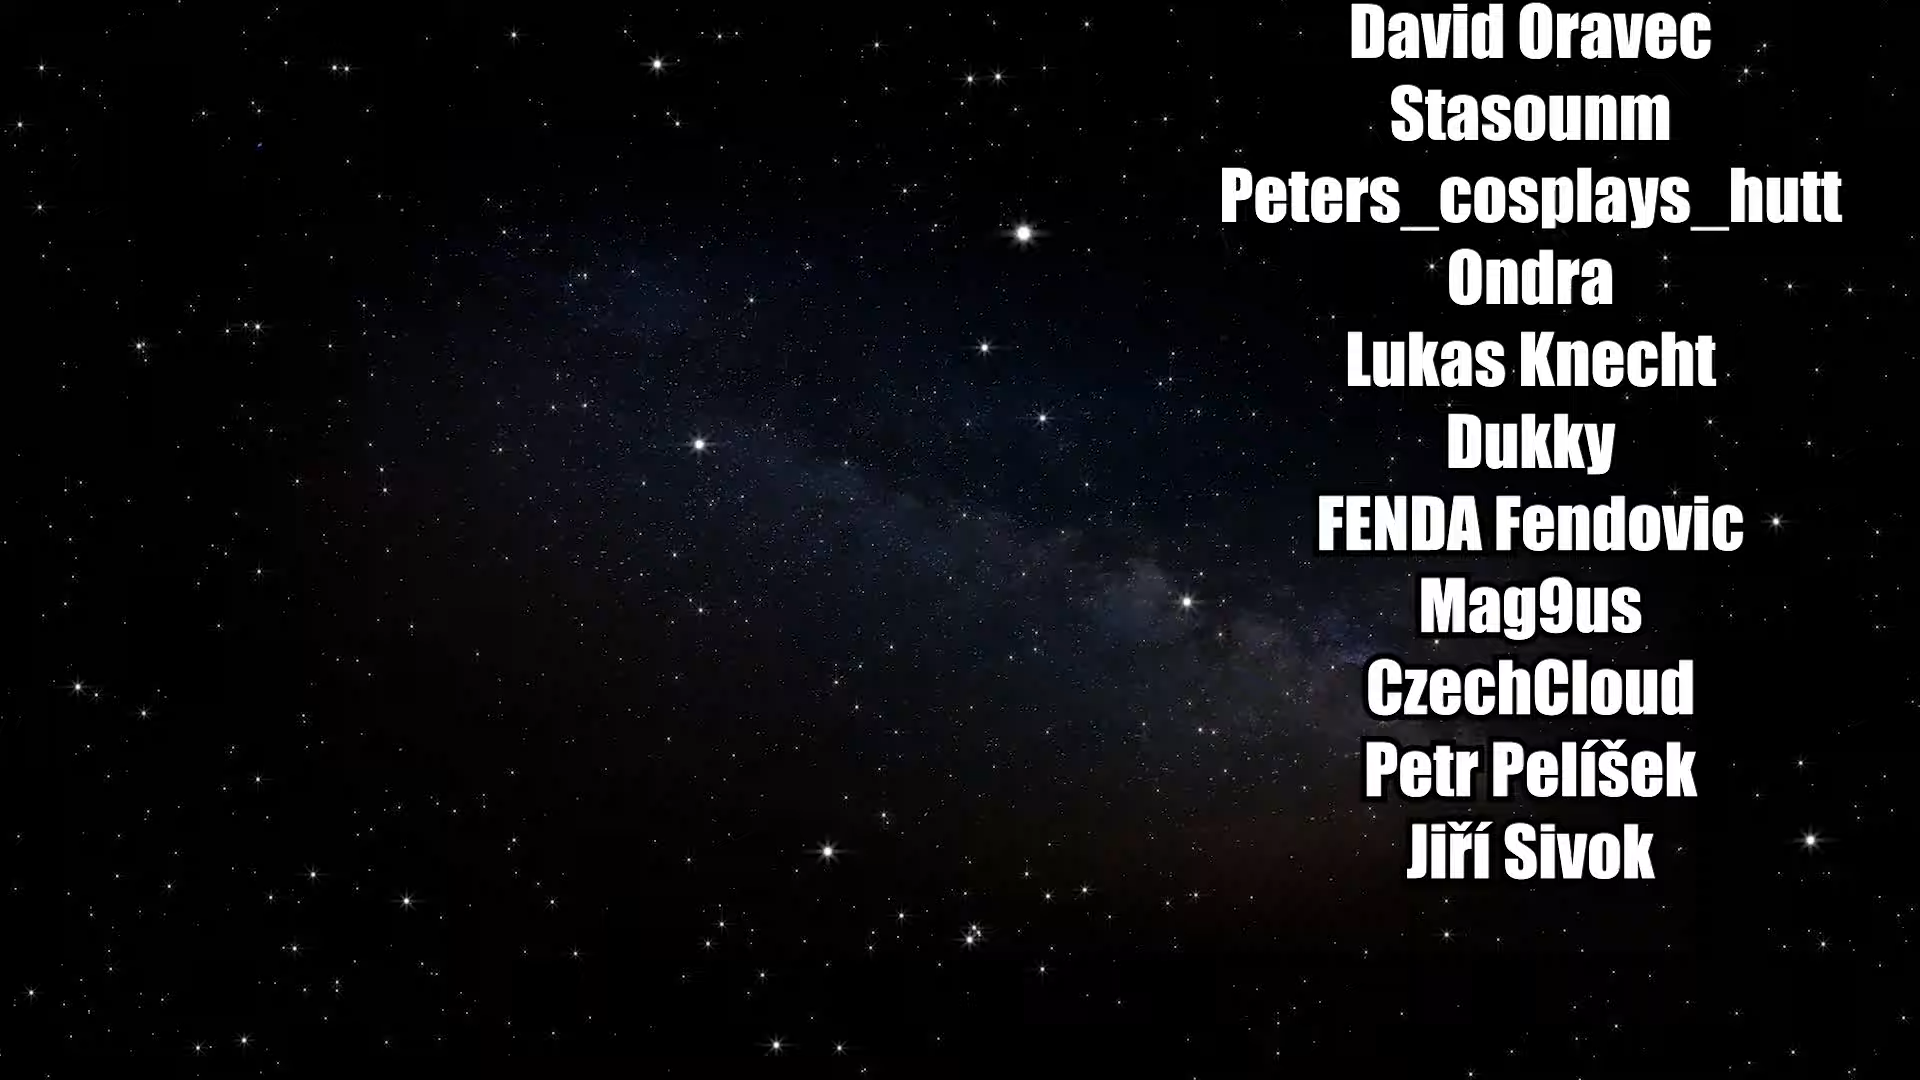 David Oravec
Stasounm
Peters_cosplays_hutt
Ondra
Lukas Knecht
Dukky
FENDA Fendovic
Mag9us
CzechCloud
Petr Pelíšek
Jiří Sivok